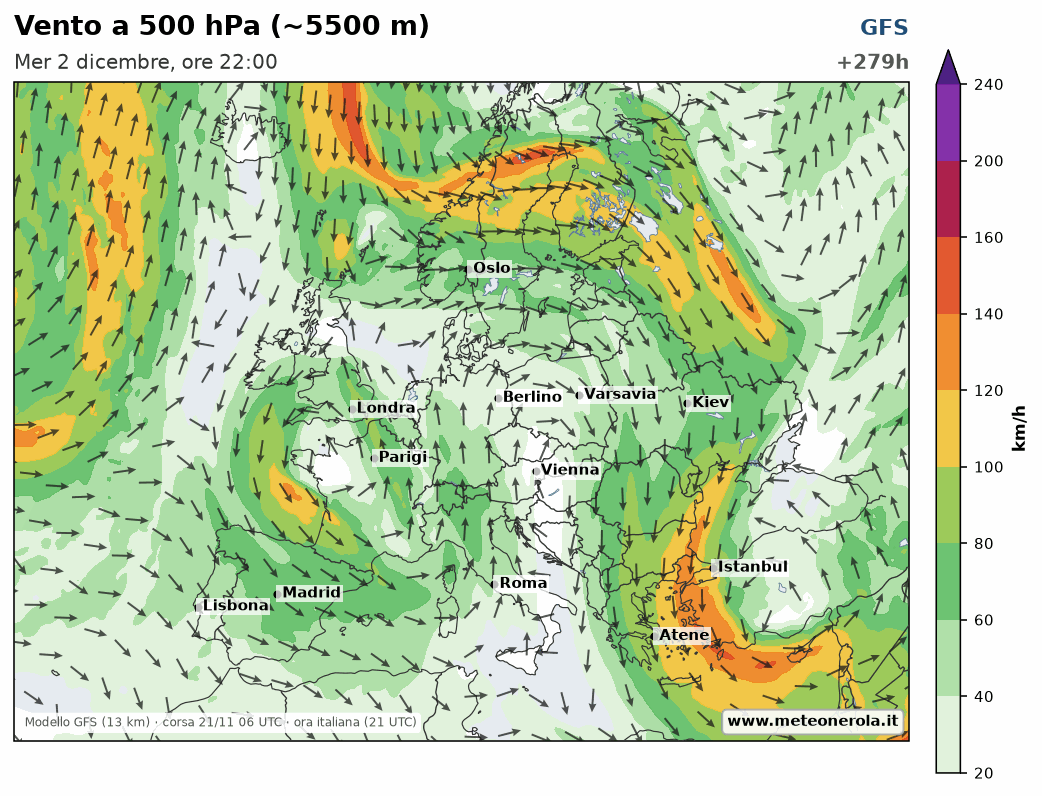 Vento a 500 hPa (~5500 m)
GFS
Mer 2 dicembre, ore 22:00
+279h
240
200
160
140
120
100
80
60
40
20
km/h
Oslo
Londra
Berlino
Varsavia
Kiev
Parigi
Vienna
Istanbul
Roma
Madrid
Lisbona
Atene
Modello GFS (13 km) · corsa 21/11 06 UTC · ora italiana (21 UTC)
www.meteonerola.it